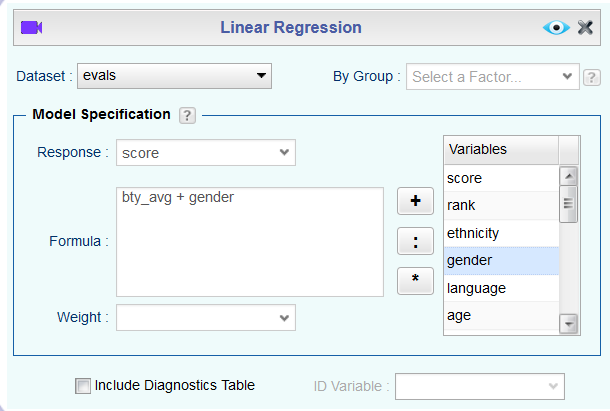 Linear Regression
Dataset : evals By Group : Select a Factor... ?
Model Specification ?
Response : score
Formula : bty_avg + gender
+
:
*
Weight :
Variables
score
rank
ethnicity
gender
language
age
Include Diagnostics Table ID Variable :